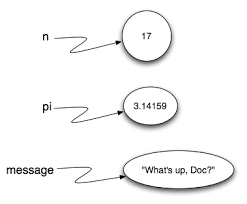 n 17
pi 3.14159
message "What's up, Doc?"